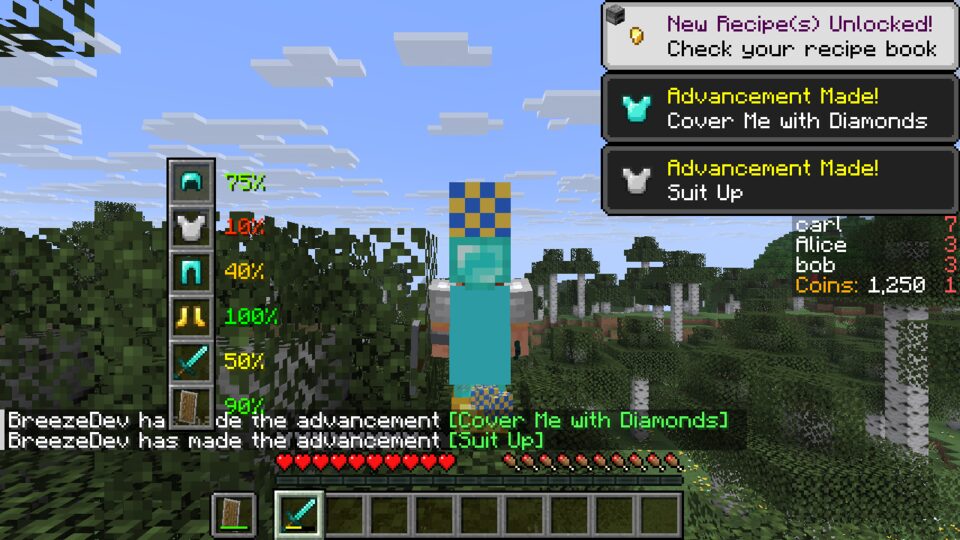 New Recipe(s) Unlocked!
Check your recipe book
Advancement Made!
Cover Me with Diamonds
Advancement Made!
Suit Up
carl 7
Alice 3
bob 3
Coins: 1,250 1
75%
10%
40%
100%
50%
90%
BreezeDev ha de the advancement [Cover Me with Diamonds]
BreezeDev has made the advancement [Suit Up]